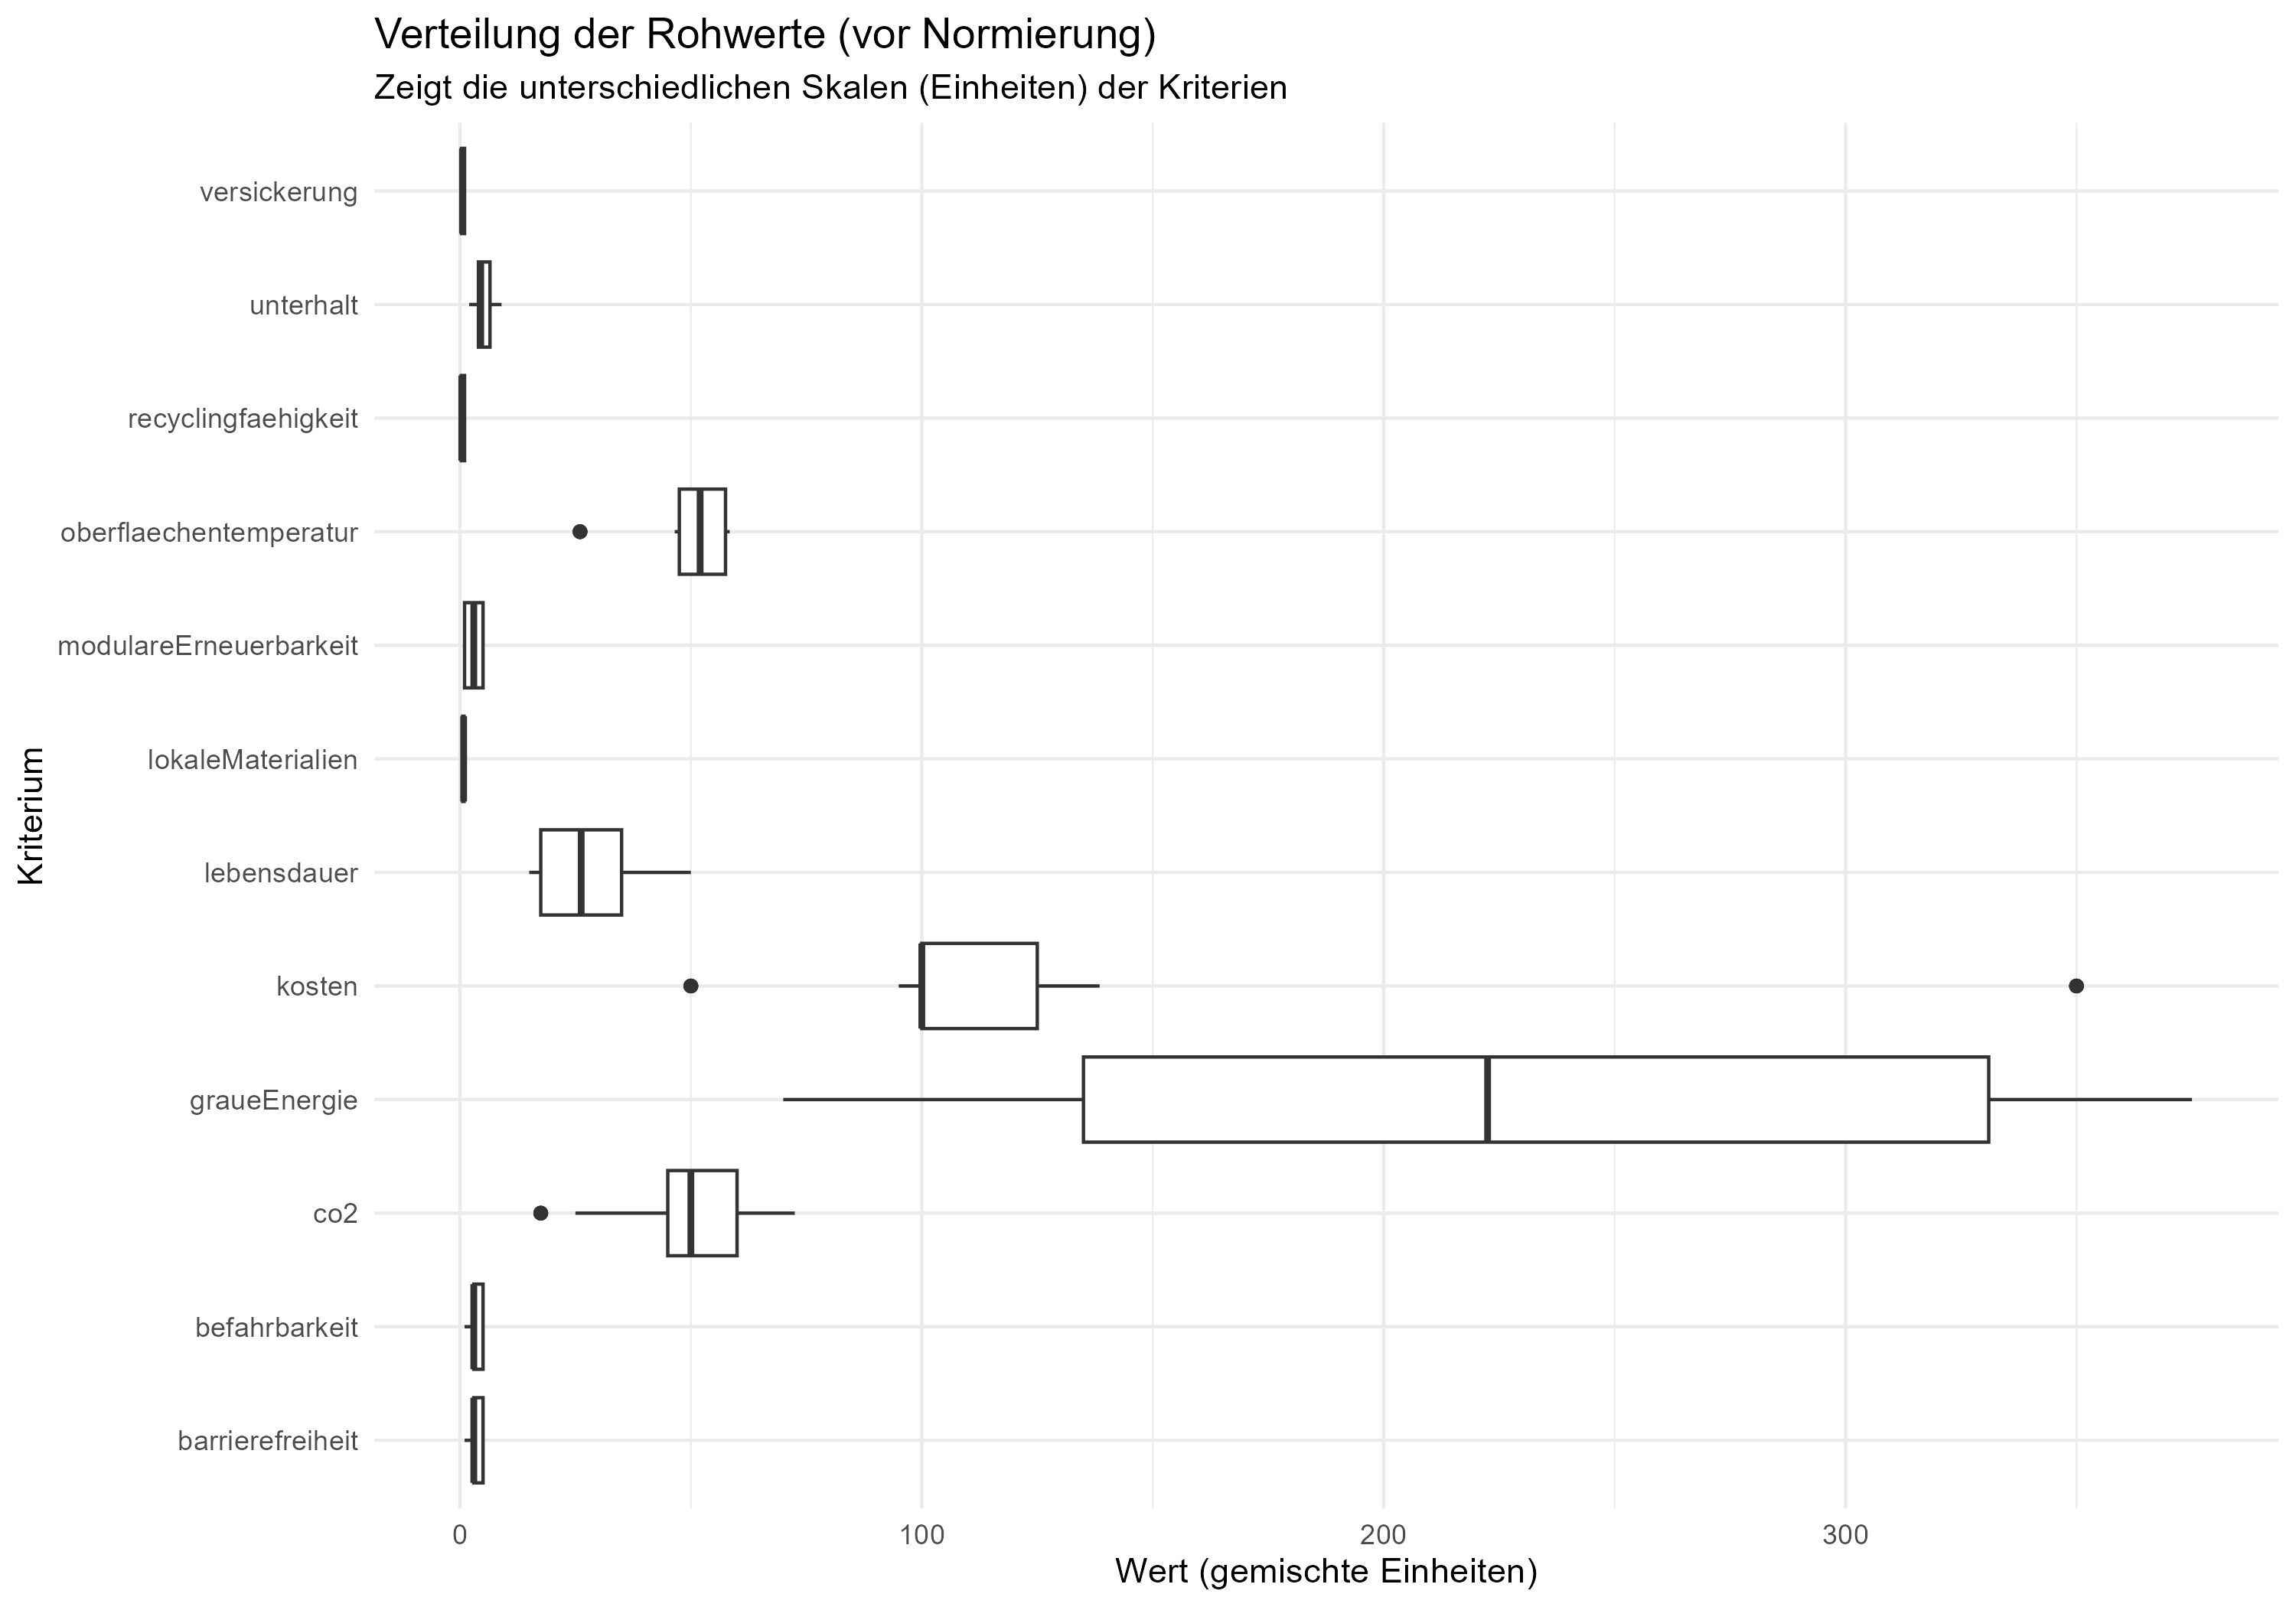 Verteilung der Rohwerte (vor Normierung)
Zeigt die unterschiedlichen Skalen (Einheiten) der Kriterien
Kriterium
versickerung
unterhalt
recyclingfaehigkeit
oberflaechentemperatur
modulareErneuerbarkeit
lokaleMaterialien
lebensdauer
kosten
graueEnergie
co2
befahrbarkeit
barrierefreiheit
0 100 200 300
Wert (gemischte Einheiten)